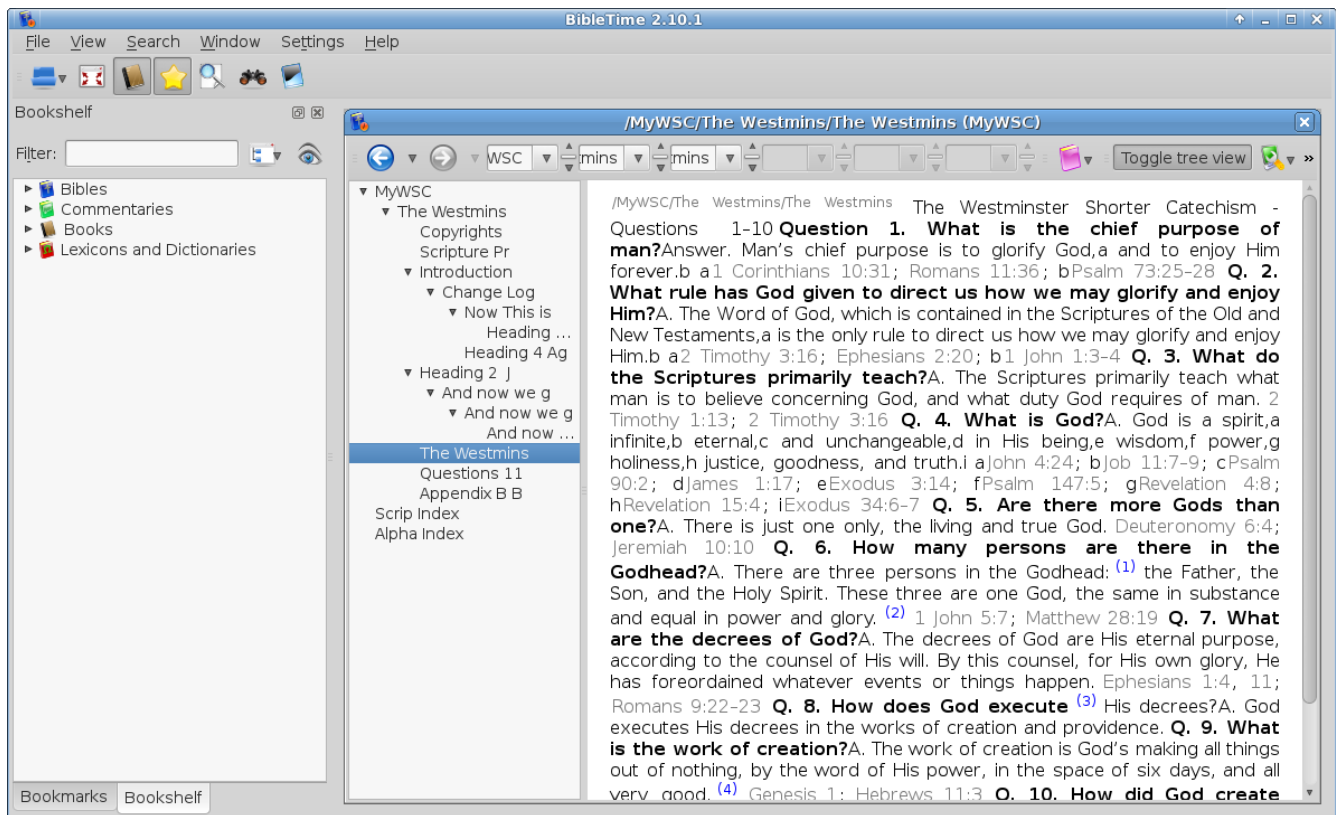 BibleTime 2.10.1
File View Search Window Settings Help
Bookshelf
Filter:
Bibles
Commentaries
Books
Lexicons and Dictionaries
Bookmarks Bookshelf
/MyWSC/The Westmins/The Westmins (MyWSC)
WSC mins mins Toggle tree view »
MyWSC
The Westmins
Copyrights
Scripture Pr
Introduction
Change Log
Now This is
Heading ...
Heading 4 Ag
Heading 2 J
And now we g
And now we g
And now ...
The Westmins
Questions 11
Appendix B B
Scrip Index
Alpha Index
/MyWSC/The Westmins/The Westmins The Westminster Shorter Catechism -
Questions 1–10 Question 1. What is the chief purpose of
man?Answer. Man’s chief purpose is to glorify God,a and to enjoy Him
forever.b a1 Corinthians 10:31; Romans 11:36; bPsalm 73:25–28 Q. 2.
What rule has God given to direct us how we may glorify and enjoy
Him?A. The Word of God, which is contained in the Scriptures of the Old and
New Testaments,a is the only rule to direct us how we may glorify and enjoy
Him.b a2 Timothy 3:16; Ephesians 2:20; b1 John 1:3–4 Q. 3. What do
the Scriptures primarily teach?A. The Scriptures primarily teach what
man is to believe concerning God, and what duty God requires of man. 2
Timothy 1:13; 2 Timothy 3:16 Q. 4. What is God?A. God is a spirit,a
infinite,b eternal,c and unchangeable,d in His being,e wisdom,f power,g
holiness,h justice, goodness, and truth.i aJohn 4:24; bJob 11:7–9; cPsalm
90:2; dJames 1:17; eExodus 3:14; fPsalm 147:5; gRevelation 4:8;
hRevelation 15:4; iExodus 34:6–7 Q. 5. Are there more Gods than
one?A. There is just one only, the living and true God. Deuteronomy 6:4;
Jeremiah 10:10 Q. 6. How many persons are there in the
Godhead?A. There are three persons in the Godhead: (1) the Father, the
Son, and the Holy Spirit. These three are one God, the same in substance
and equal in power and glory. (2) 1 John 5:7; Matthew 28:19 Q. 7. What
are the decrees of God?A. The decrees of God are His eternal purpose,
according to the counsel of His will. By this counsel, for His own glory, He
has foreordained whatever events or things happen. Ephesians 1:4, 11;
Romans 9:22–23 Q. 8. How does God execute (3) His decrees?A. God
executes His decrees in the works of creation and providence. Q. 9. What
is the work of creation?A. The work of creation is God’s making all things
out of nothing, by the word of His power, in the space of six days, and all
very good. (4) Genesis 1; Hebrews 11:3 Q. 10. How did God create